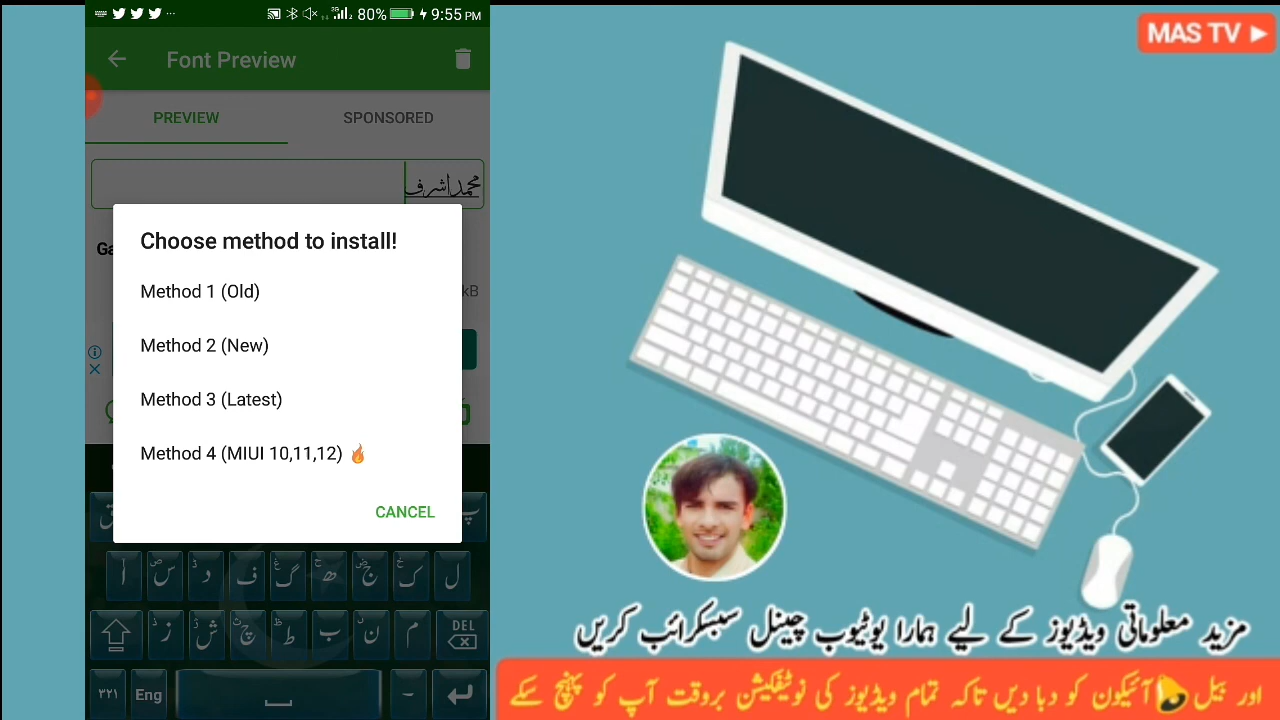 80% 9:55 PM
MAS TV
Font Preview
PREVIEW
SPONSORED
محمداشرف
Choose method to install!
Ga
Method 1 (Old)
kB
Method 2 (New)
Method 3 (Latest)
Method 4 (MIUI 10,11,12) 🔥
CANCEL
ق پ
أ س ص د ڈ ف گ غ ھ ح ج ض ک خ ل
ز ذ ش ژ چ ث ط ظ ب ن ں م DEL
۳۲۱ Eng ۔
مزید معلوماتی ویڈیوز کے لیے ہمارا یوٹیوب چینل سبسکرائب کریں
اور بیل آئیکون کو دبا دیں تاکہ تمام ویڈیوز کی نوٹیفکیشن بروقت آپ کو پہنچ سکے